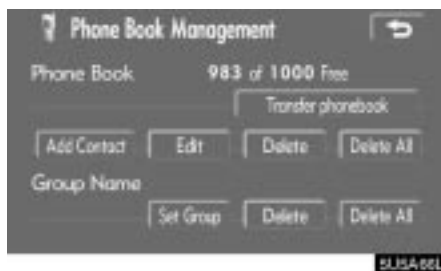 Phone Book Management
Phone Book 983 of 1000 Free
Transfer phonebook
Add Contact Edit Delete Delete All
Group Name
Set Group Delete Delete All